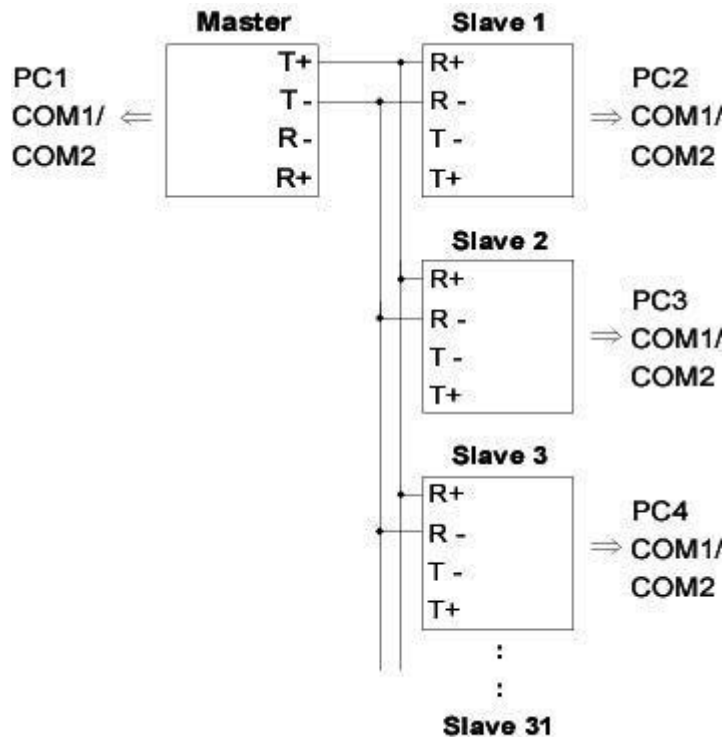 Master
T+
T -
R -
R+
PC1
COM1/
COM2
Slave 1
R+
R -
T -
T+
PC2
COM1/
COM2
Slave 2
R+
R -
T -
T+
PC3
COM1/
COM2
Slave 3
R+
R -
T -
T+
PC4
COM1/
COM2
:
:
Slave 31